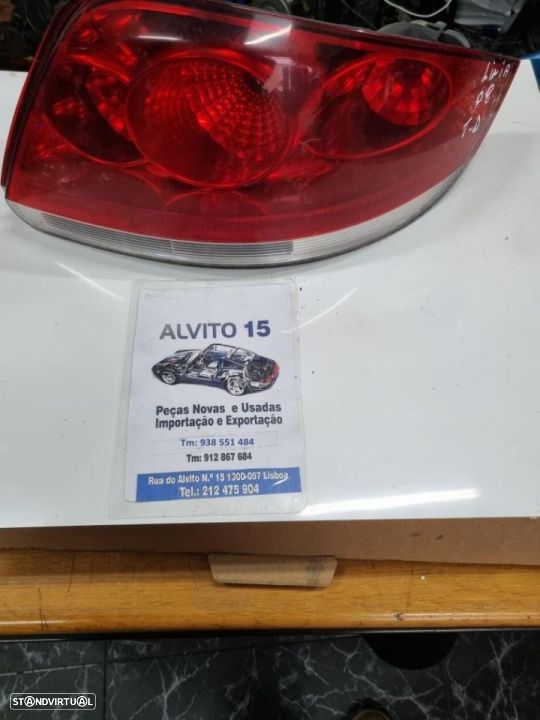 08
T-D
ALVITO 15
Peças Novas e Usadas
Importação e Exportação
Tm: 938 551 484
Tm: 912 867 684
Rua do Alvito N.º 15 1300-057 Lisboa
Tel.: 212 475 904
STANDVIRTUAL